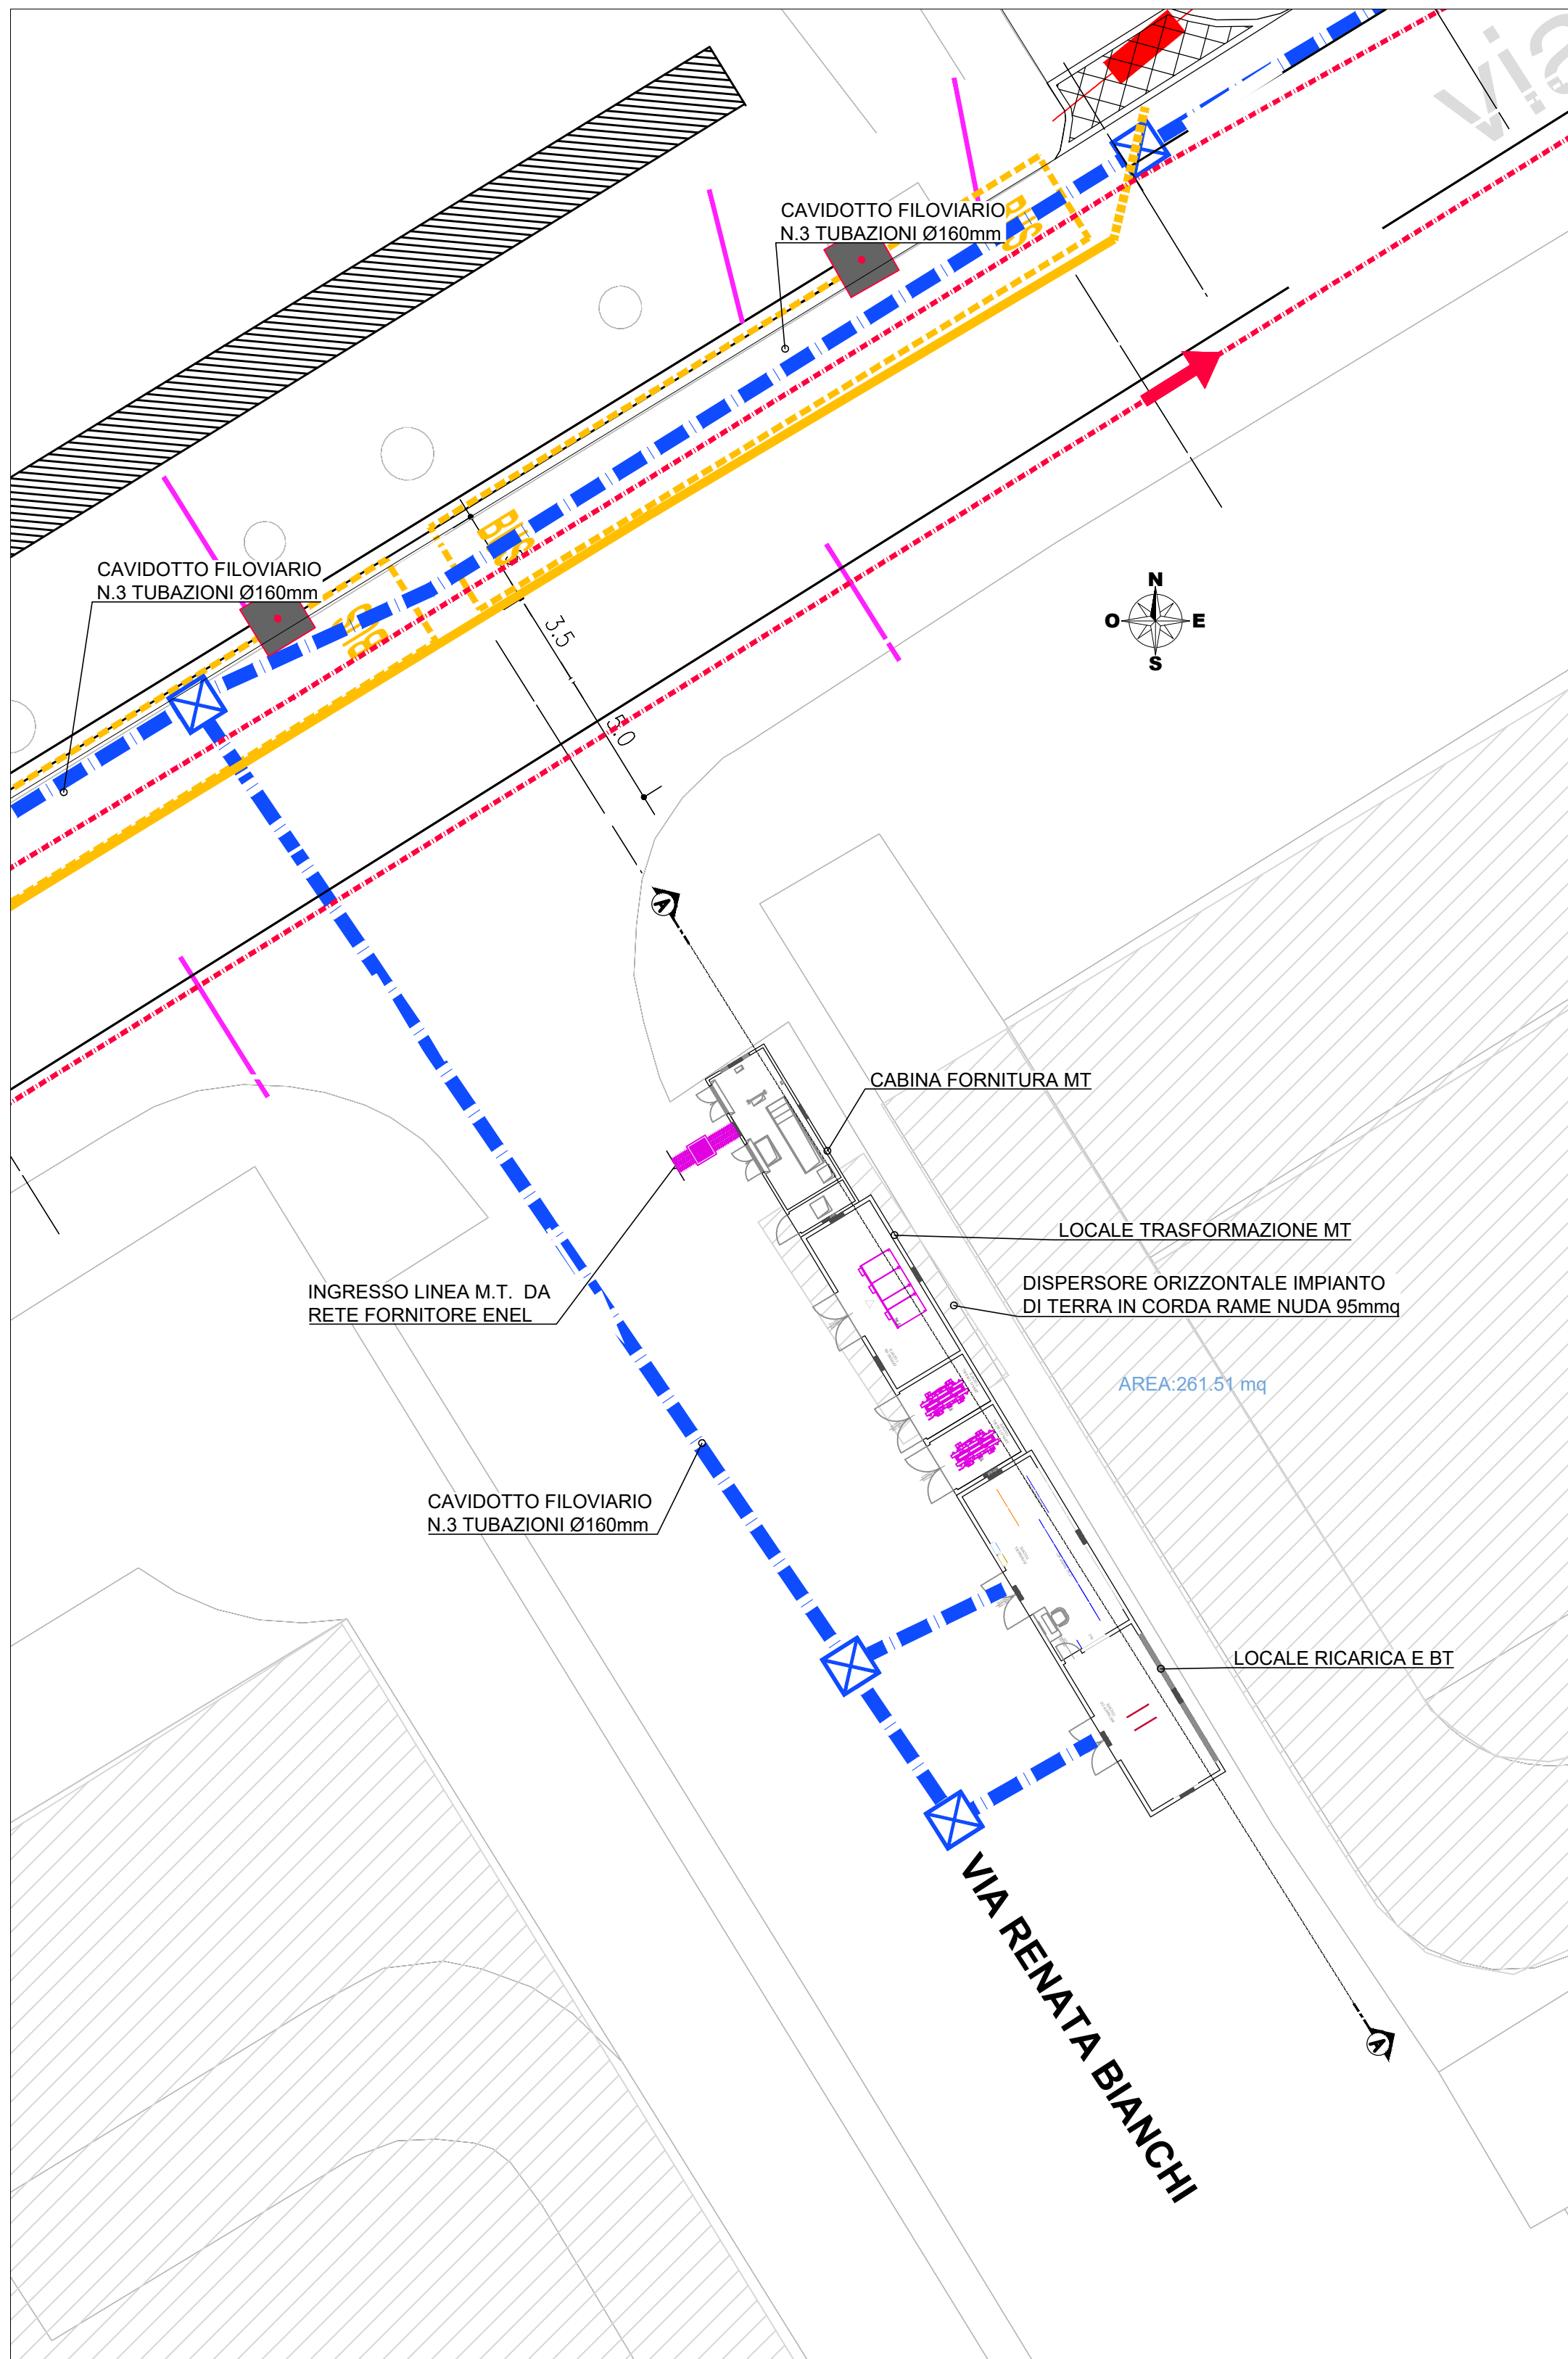 via
CAVIDOTTO FILOVIARIO
N.3 TUBAZIONI Ø160mm
BUS
BUS
CAVIDOTTO FILOVIARIO
N.3 TUBAZIONI Ø160mm
BUS
3.5
5.0
N
O
E
S
A
CABINA FORNITURA MT
LOCALE TRASFORMAZIONE MT
INGRESSO LINEA M.T. DA
RETE FORNITORE ENEL
DISPERSORE ORIZZONTALE IMPIANTO
DI TERRA IN CORDA RAME NUDA 95mmq
AREA:261.51 mq
CAVIDOTTO FILOVIARIO
N.3 TUBAZIONI Ø160mm
LOCALE RICARICA E BT
VIA RENATA BIANCHI
A